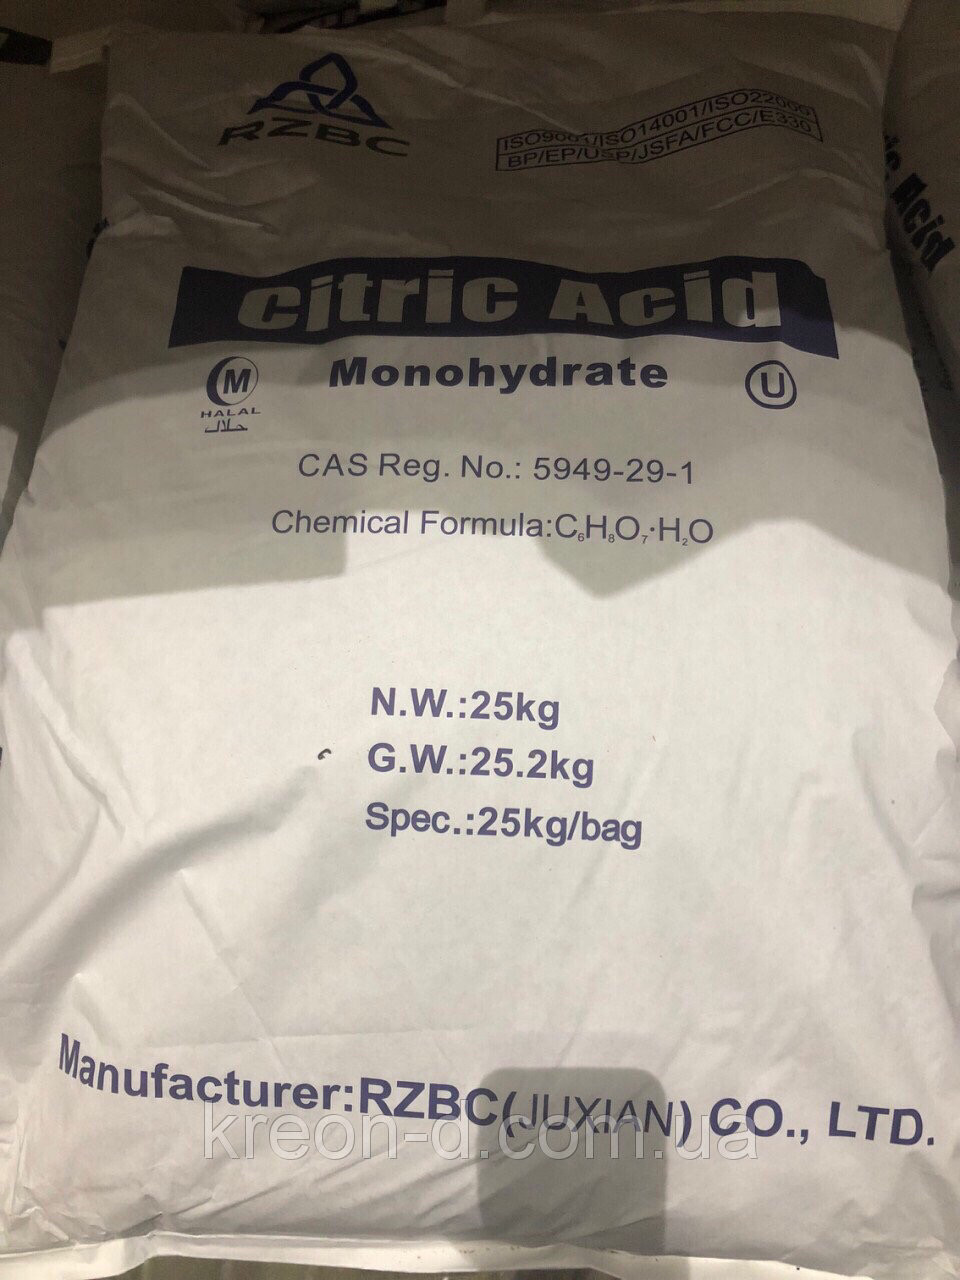 RZBC
ISO9001/ISO14001/ISO22000
BP/EP/USP/JSFA/FCC/E330
Citric Acid
Monohydrate
M
HALAL
حلال
U
CAS Reg. No.: 5949-29-1
Chemical Formula:C₆H₈O₇·H₂O
N.W.:25kg
G.W.:25.2kg
Spec.:25kg/bag
Manufacturer:RZBC(JUXIAN) CO., LTD.
kreon-d.com.ua
Acid